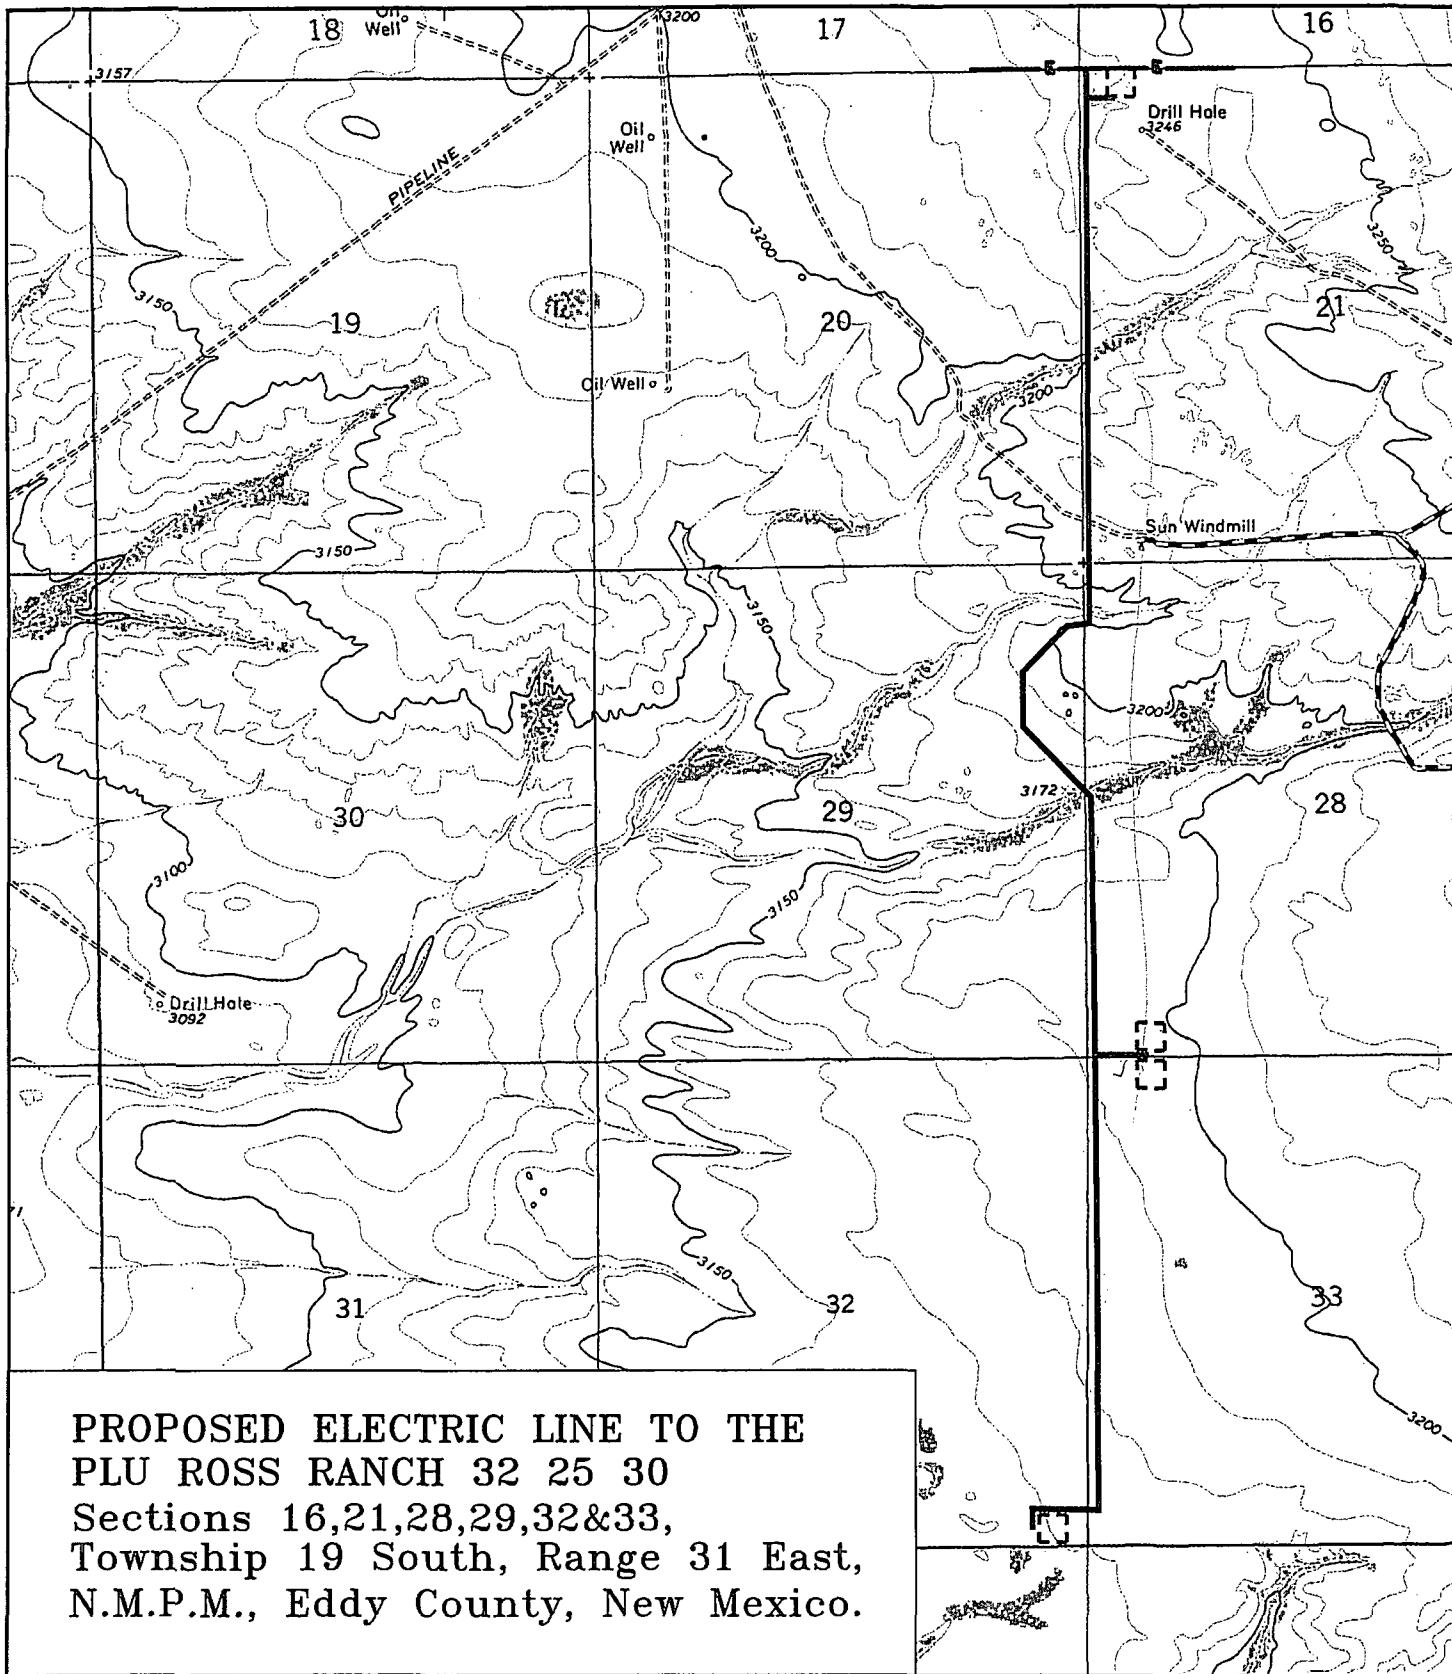 18
Oil
Well
3200
17
16
3157
E
E
Drill Hole
3246
Oil
Well
PIPELINE
3200
3250
3150
19
20
21
Oil Well
3200
Sun Windmill
3150
3150
3200
3172
30
29
28
3100
3150
Drill Hole
3092
3150
31
32
33
3200
PROPOSED ELECTRIC LINE TO THE
PLU ROSS RANCH 32 25 30
Sections 16,21,28,29,32&33,
Township 19 South, Range 31 East,
N.M.P.M., Eddy County, New Mexico.